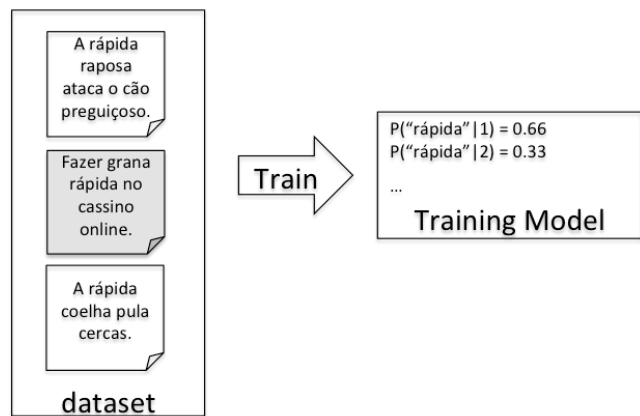 A rápida
raposa
ataca o cão
preguiçoso.
Fazer grana
rápida no
cassino
online.
A rápida
coelha pula
cercas.
dataset
Train
P(“rápida”|1) = 0.66
P(“rápida”|2) = 0.33
...
Training Model